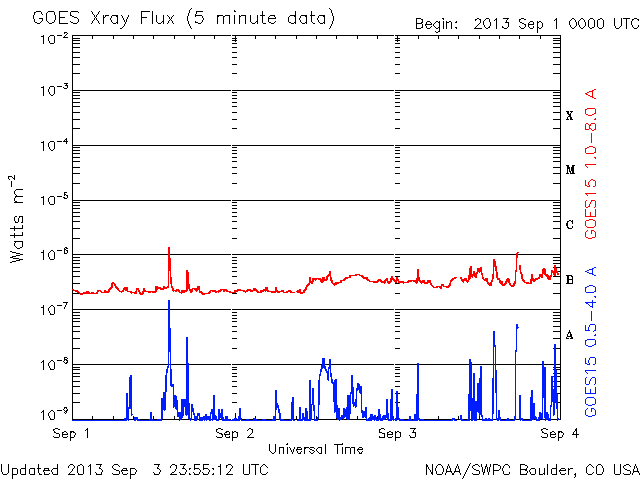 GOES Xray Flux (5 minute data)
Begin: 2013 Sep 1 0000 UTC
10⁻²
10⁻³
10⁻⁴
10⁻⁵
10⁻⁶
10⁻⁷
10⁻⁸
10⁻⁹
Watts m⁻²
X
M
C
B
A
GOES15 1.0-8.0 A
GOES15 0.5-4.0 A
Sep 1
Sep 2
Sep 3
Sep 4
Universal Time
Updated 2013 Sep 3 23:55:12 UTC
NOAA/SWPC Boulder, CO USA